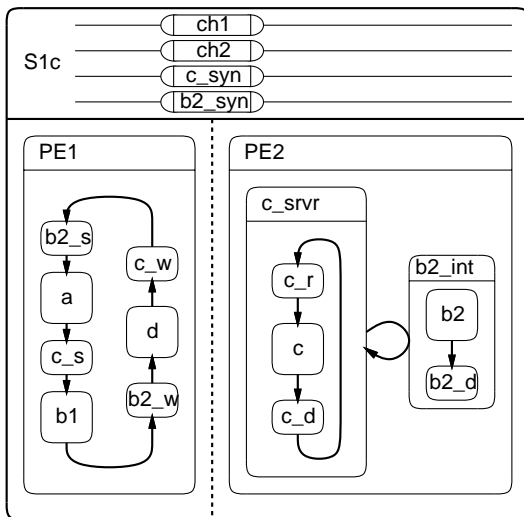 S1c
ch1
ch2
c_syn
b2_syn
PE1
b2_s
a
c_s
b1
c_w
d
b2_w
PE2
c_srvr
c_r
c
c_d
b2_int
b2
b2_d